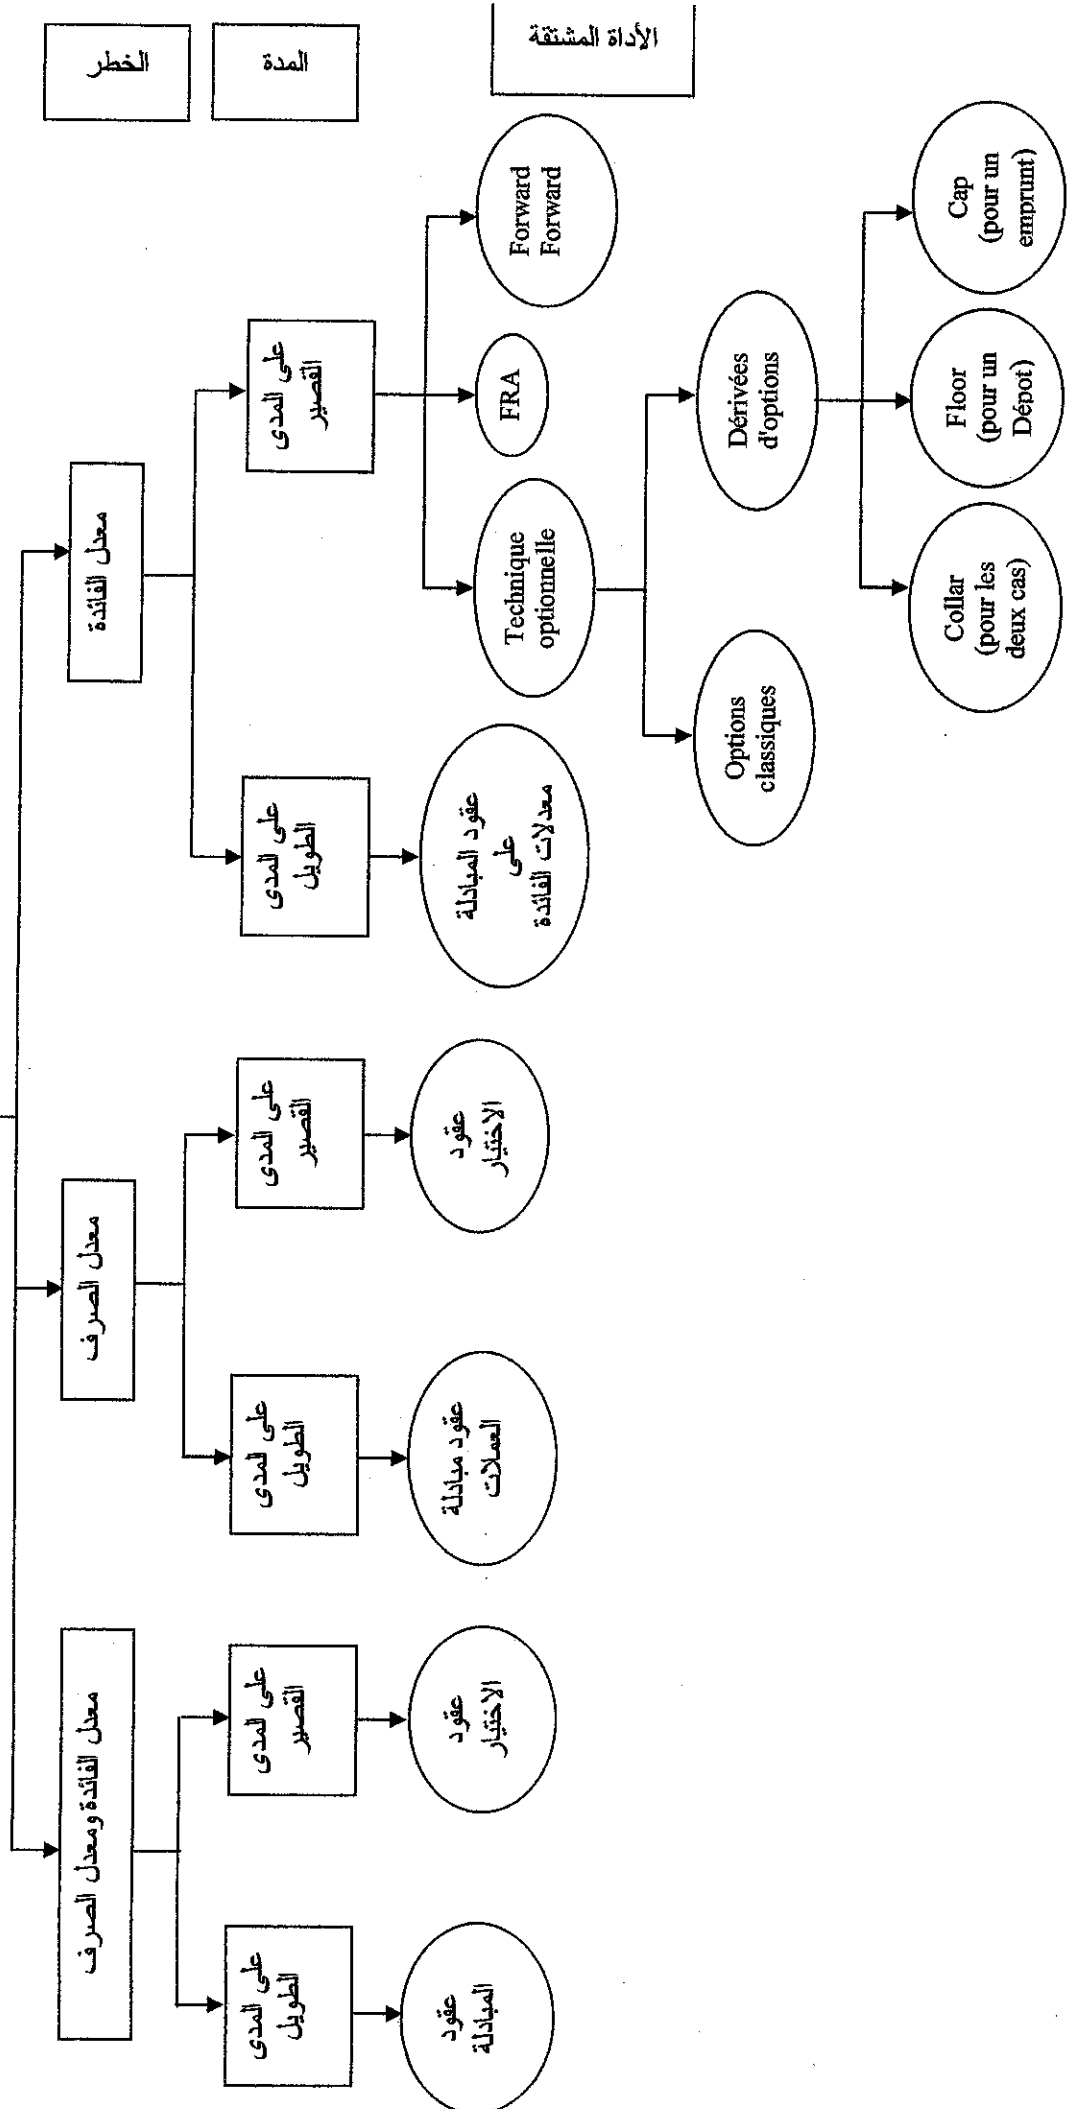 الخطر
المدة
الأداة المشتقة
معدل الفائدة
معدل الصرف
معدل الفائدة ومعدل الصرف
على المدى
القصير
على المدى
الطويل
على المدى
القصير
على المدى
الطويل
على المدى
القصير
على المدى
الطويل
Forward
Forward
FRA
Technique
optionnelle
عقود المبادلة
على
معدلات الفائدة
عقود
الاختيار
عقود مبادلة
العملات
عقود
الاختيار
عقود
المبادلة
Dérivées
d'options
Options
classiques
Cap
(pour un
emprunt)
Floor
(pour un
Dépot)
Collar
(pour les
deux cas)